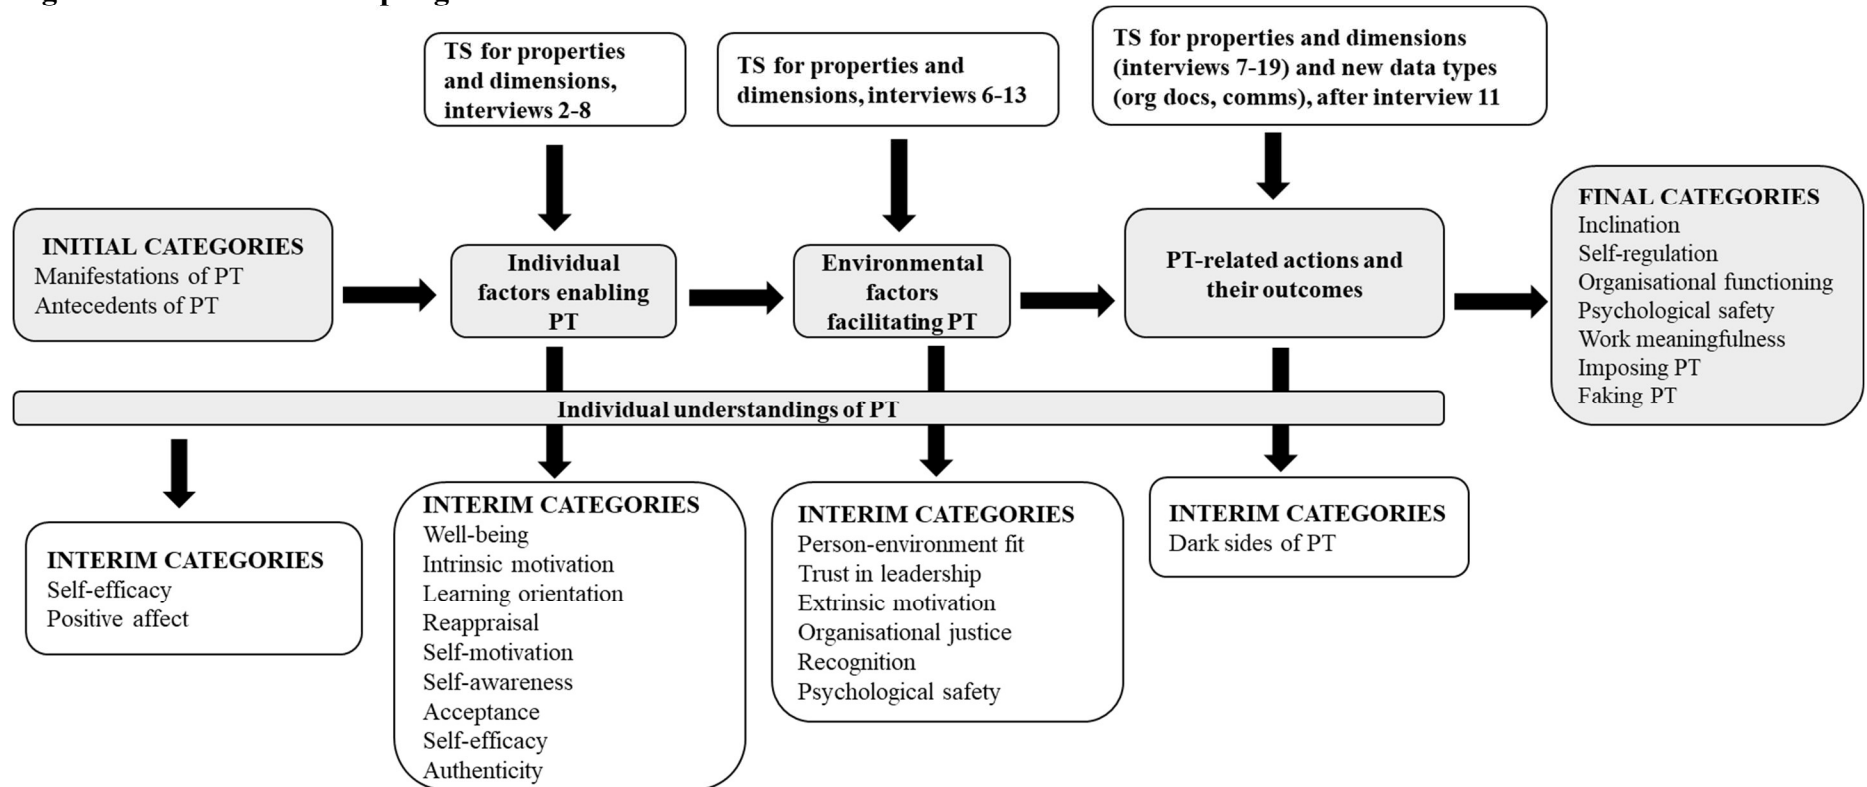 TS for properties
and dimensions,
interviews 2-8
TS for properties and
dimensions, interviews 6-13
TS for properties and dimensions
(interviews 7-19) and new data types
(org docs, comms), after interview 11
INITIAL CATEGORIES
Manifestations of PT
Antecedents of PT
Individual
factors enabling
PT
Environmental
factors
facilitating PT
PT-related actions and
their outcomes
FINAL CATEGORIES
Inclination
Self-regulation
Organisational functioning
Psychological safety
Work meaningfulness
Imposing PT
Faking PT
Individual understandings of PT
INTERIM CATEGORIES
Self-efficacy
Positive affect
INTERIM CATEGORIES
Well-being
Intrinsic motivation
Learning orientation
Reappraisal
Self-motivation
Self-awareness
Acceptance
Self-efficacy
Authenticity
INTERIM CATEGORIES
Person-environment fit
Trust in leadership
Extrinsic motivation
Organisational justice
Recognition
Psychological safety
INTERIM CATEGORIES
Dark sides of PT